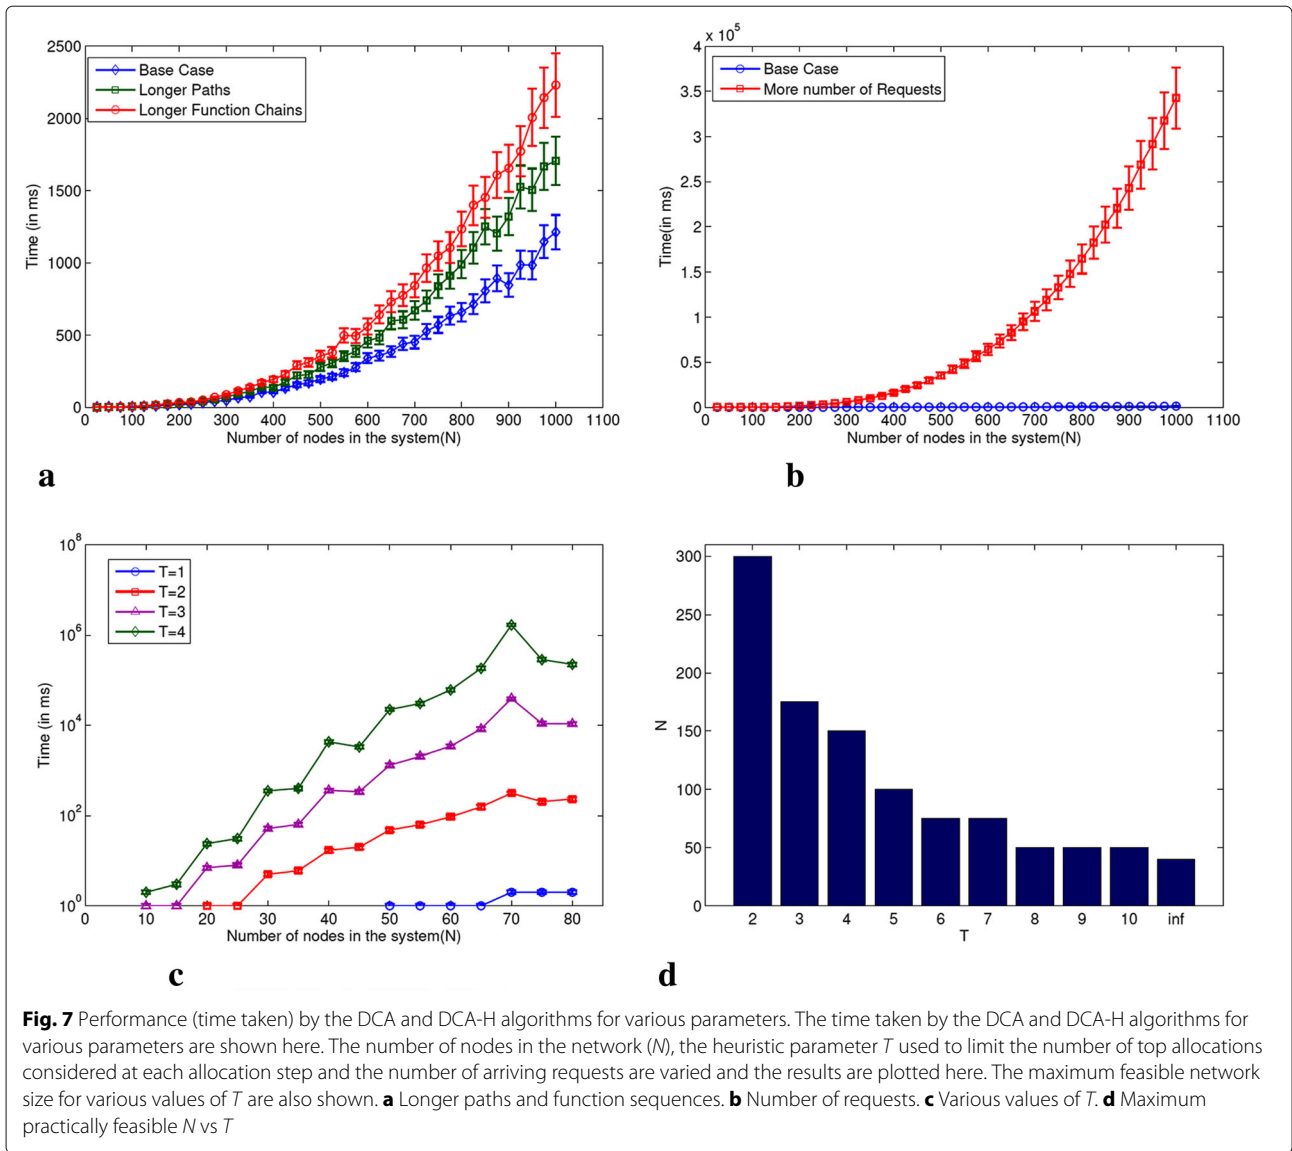 2500
2000
1500
1000
500
0
Time (in ms)
Base Case
Longer Paths
Longer Function Chains
0 100 200 300 400 500 600 700 800 900 1000 1100
Number of nodes in the system(N)
a
x 10^5
4
3.5
3
2.5
2
1.5
1
0.5
0
Time(in ms)
Base Case
More number of Requests
0 100 200 300 400 500 600 700 800 900 1000 1100
Number of nodes in the system(N)
b
10^8
10^6
10^4
10^2
10^0
Time (in ms)
T=1
T=2
T=3
T=4
0 10 20 30 40 50 60 70 80
Number of nodes in the system(N)
c
300
250
200
150
100
50
0
N
2 3 4 5 6 7 8 9 10 inf
T
d
Fig. 7 Performance (time taken) by the DCA and DCA-H algorithms for various parameters. The time taken by the DCA and DCA-H algorithms for
various parameters are shown here. The number of nodes in the network (N), the heuristic parameter T used to limit the number of top allocations
considered at each allocation step and the number of arriving requests are varied and the results are plotted here. The maximum feasible network
size for various values of T are also shown. a Longer paths and function sequences. b Number of requests. c Various values of T. d Maximum
practically feasible N vs T